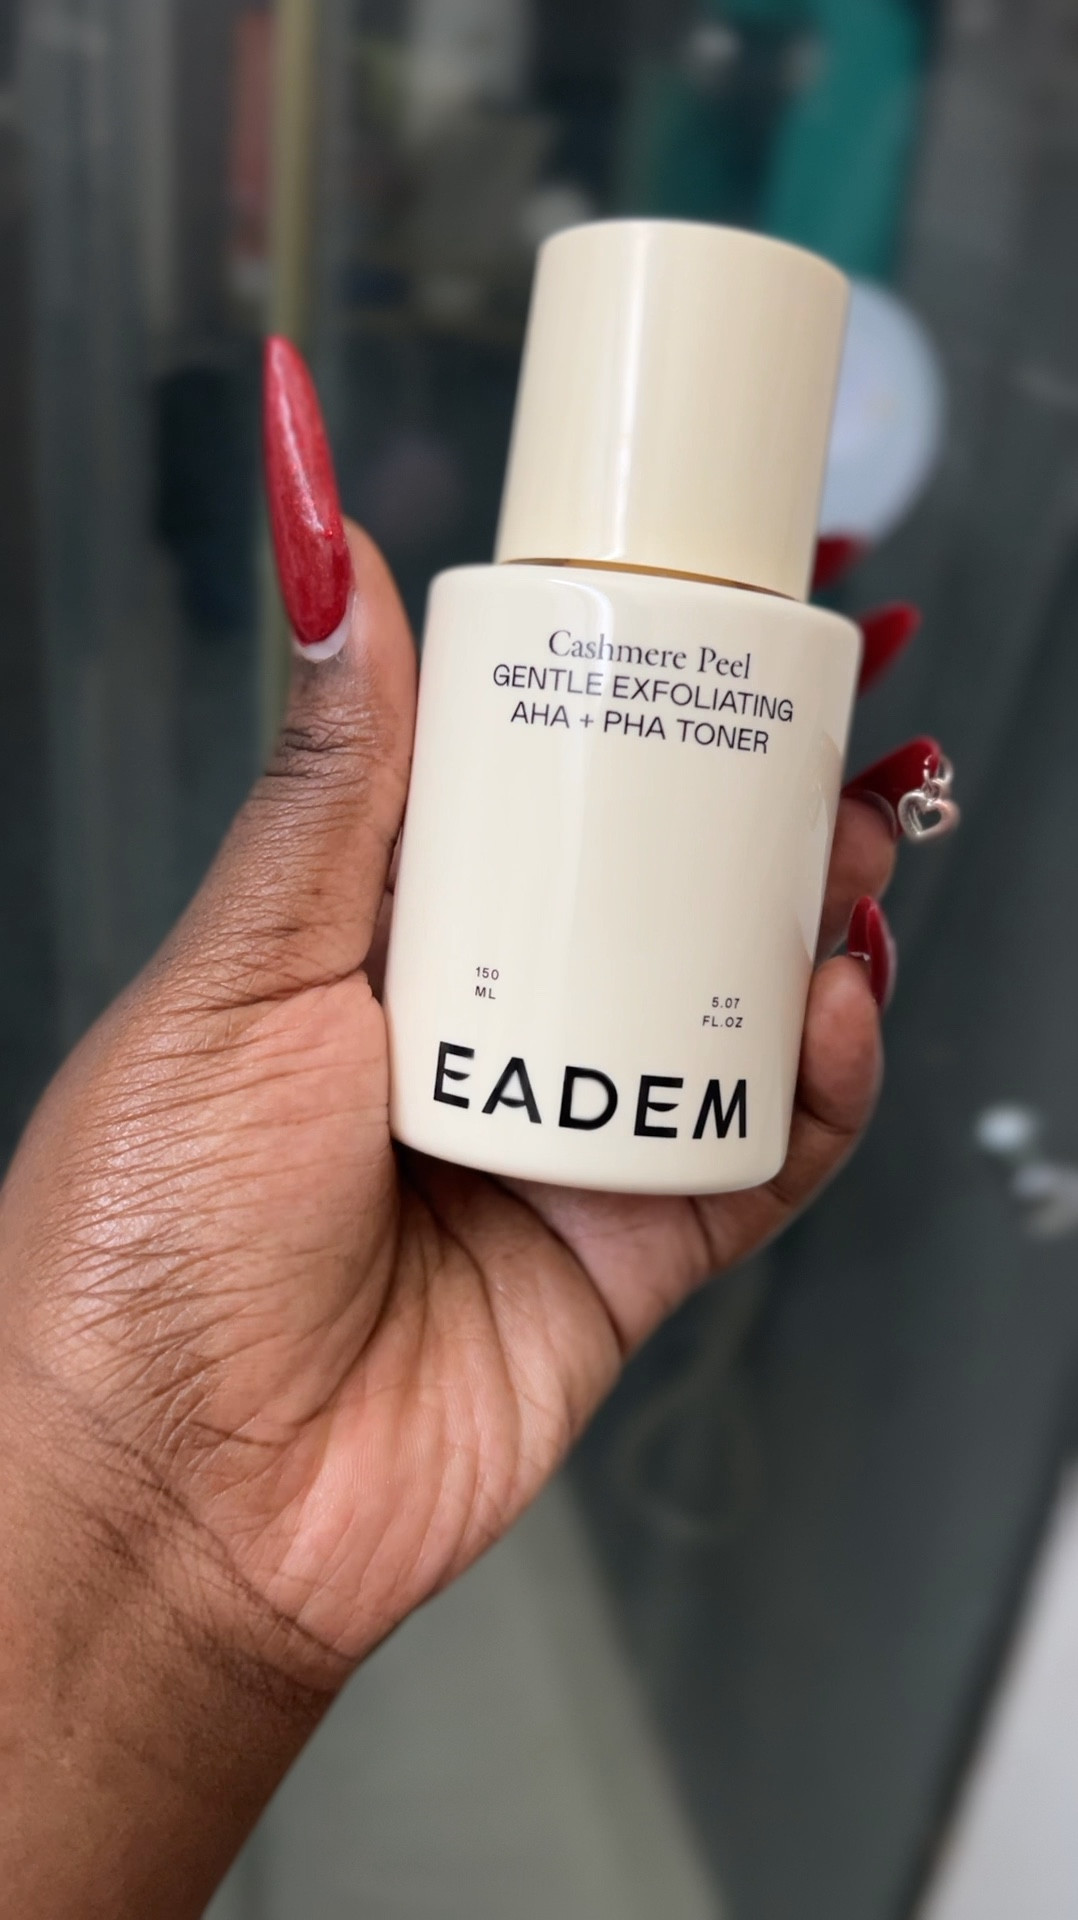 Cashmere Peel
GENTLE EXFOLIATING
AHA + PHA TONER
150
ML
5.07
FL.OZ
EADEM